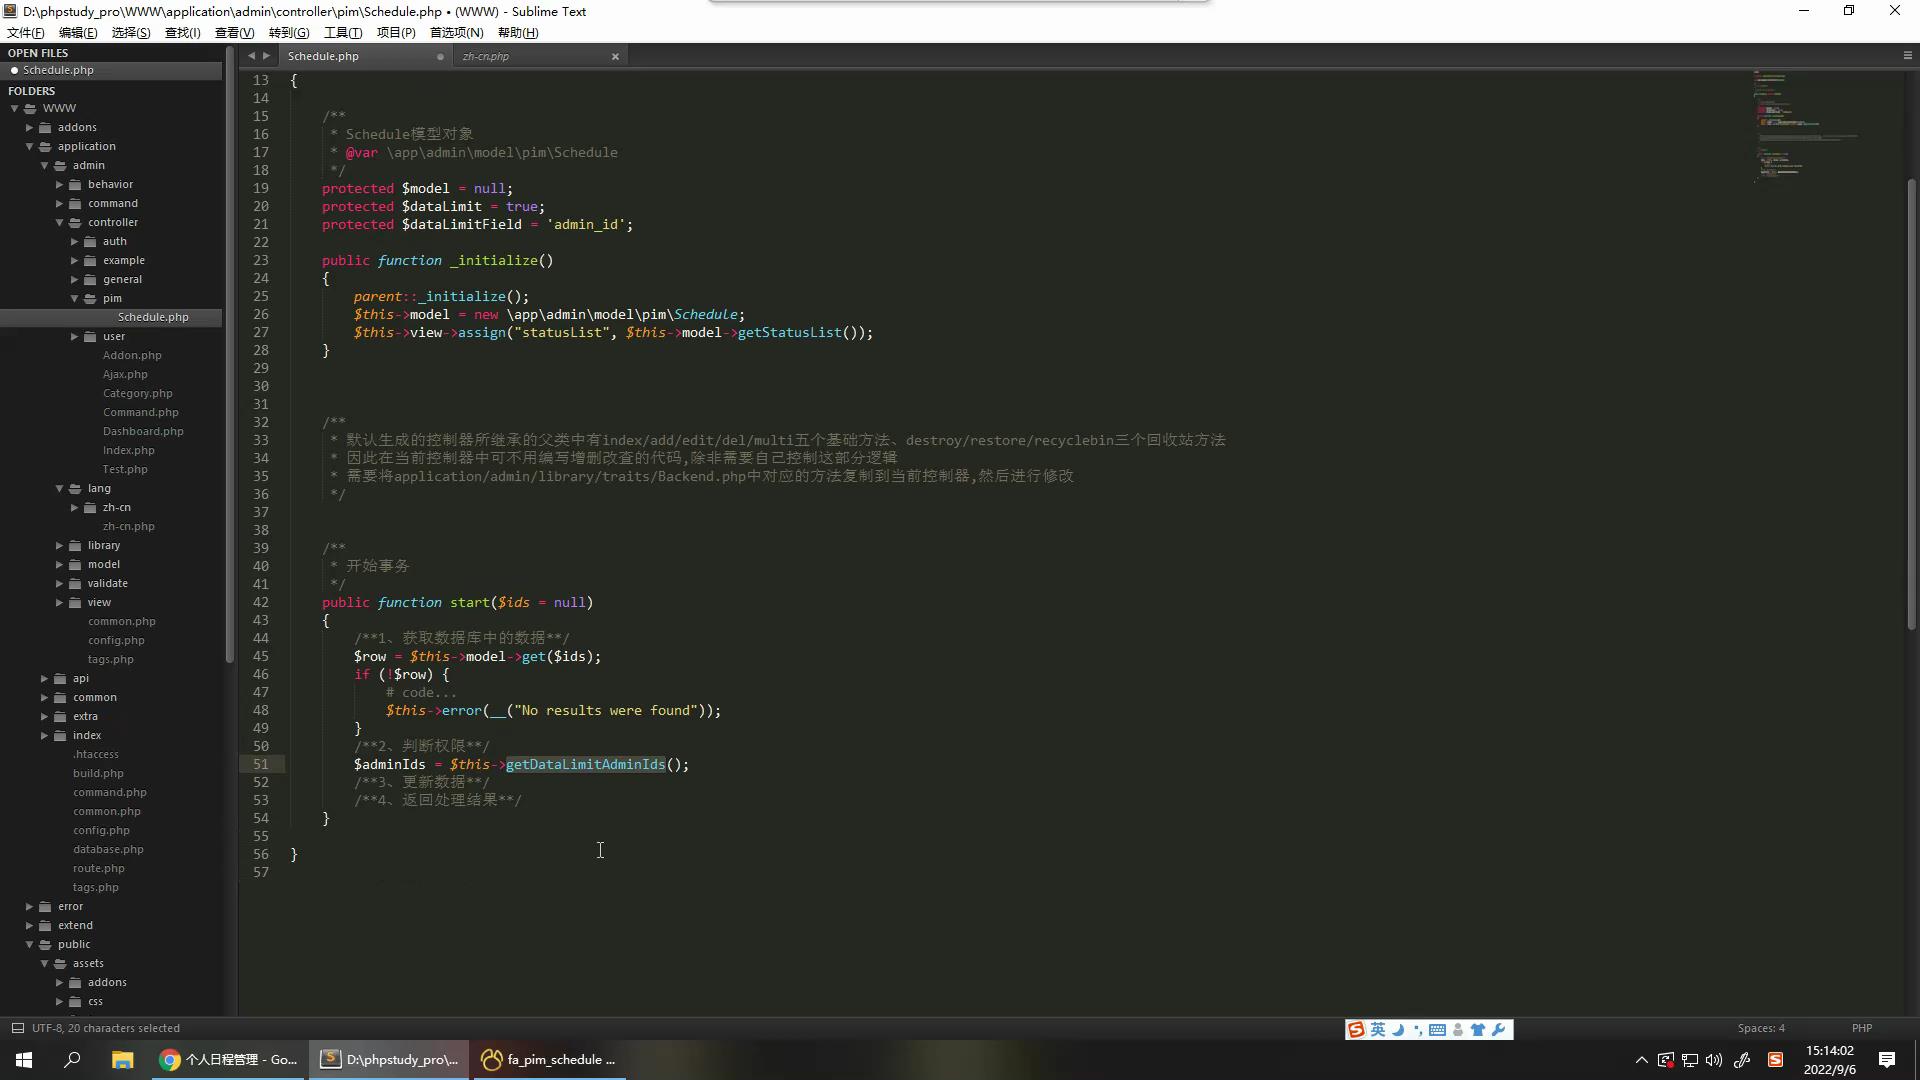 D:\phpstudy_pro\WWW\application\admin\controller\pim\Schedule.php • (WWW) - Sublime Text
文件(F) 编辑(E) 选择(S) 查找(I) 查看(V) 转到(G) 工具(T) 项目(P) 首选项(N) 帮助(H)
OPEN FILES
Schedule.php
FOLDERS
WWW
addons
application
admin
behavior
command
controller
auth
example
general
pim
Schedule.php
user
Addon.php
Ajax.php
Category.php
Command.php
Dashboard.php
Index.php
Test.php
lang
zh-cn
zh-cn.php
library
model
validate
view
common.php
config.php
tags.php
api
common
extra
index
.htaccess
build.php
command.php
common.php
config.php
database.php
route.php
tags.php
error
extend
public
assets
addons
css
Schedule.php zh-cn.php
13 {
14
15 /**
16 * Schedule模型对象
17 * @var \app\admin\model\pim\Schedule
18 */
19 protected $model = null;
20 protected $dataLimit = true;
21 protected $dataLimitField = 'admin_id';
22
23 public function _initialize()
24 {
25 parent::_initialize();
26 $this->model = new \app\admin\model\pim\Schedule;
27 $this->view->assign("statusList", $this->model->getStatusList());
28 }
29
30
31
32 /**
33 * 默认生成的控制器所继承的父类中有index/add/edit/del/multi五个基础方法、destroy/restore/recyclebin三个回收站方法
34 * 因此在当前控制器中可不用编写增删改查的代码,除非需要自己控制这部分逻辑
35 * 需要将application/admin/library/traits/Backend.php中对应的方法复制到当前控制器,然后进行修改
36 */
37
38
39 /**
40 * 开始事务
41 */
42 public function start($ids = null)
43 {
44 /**1、获取数据库中的数据**/
45 $row = $this->model->get($ids);
46 if (!$row) {
47 # code...
48 $this->error(__("No results were found"));
49 }
50 /**2、判断权限**/
51 $adminIds = $this->getDataLimitAdminIds();
52 /**3、更新数据**/
53 /**4、返回处理结果**/
54 }
55
56 }
57
UTF-8, 20 characters selected
英
Spaces: 4
PHP
个人日程管理 - Go...
D:\phpstudy_pro\...
fa_pim_schedule ...
15:14:02
2022/9/6